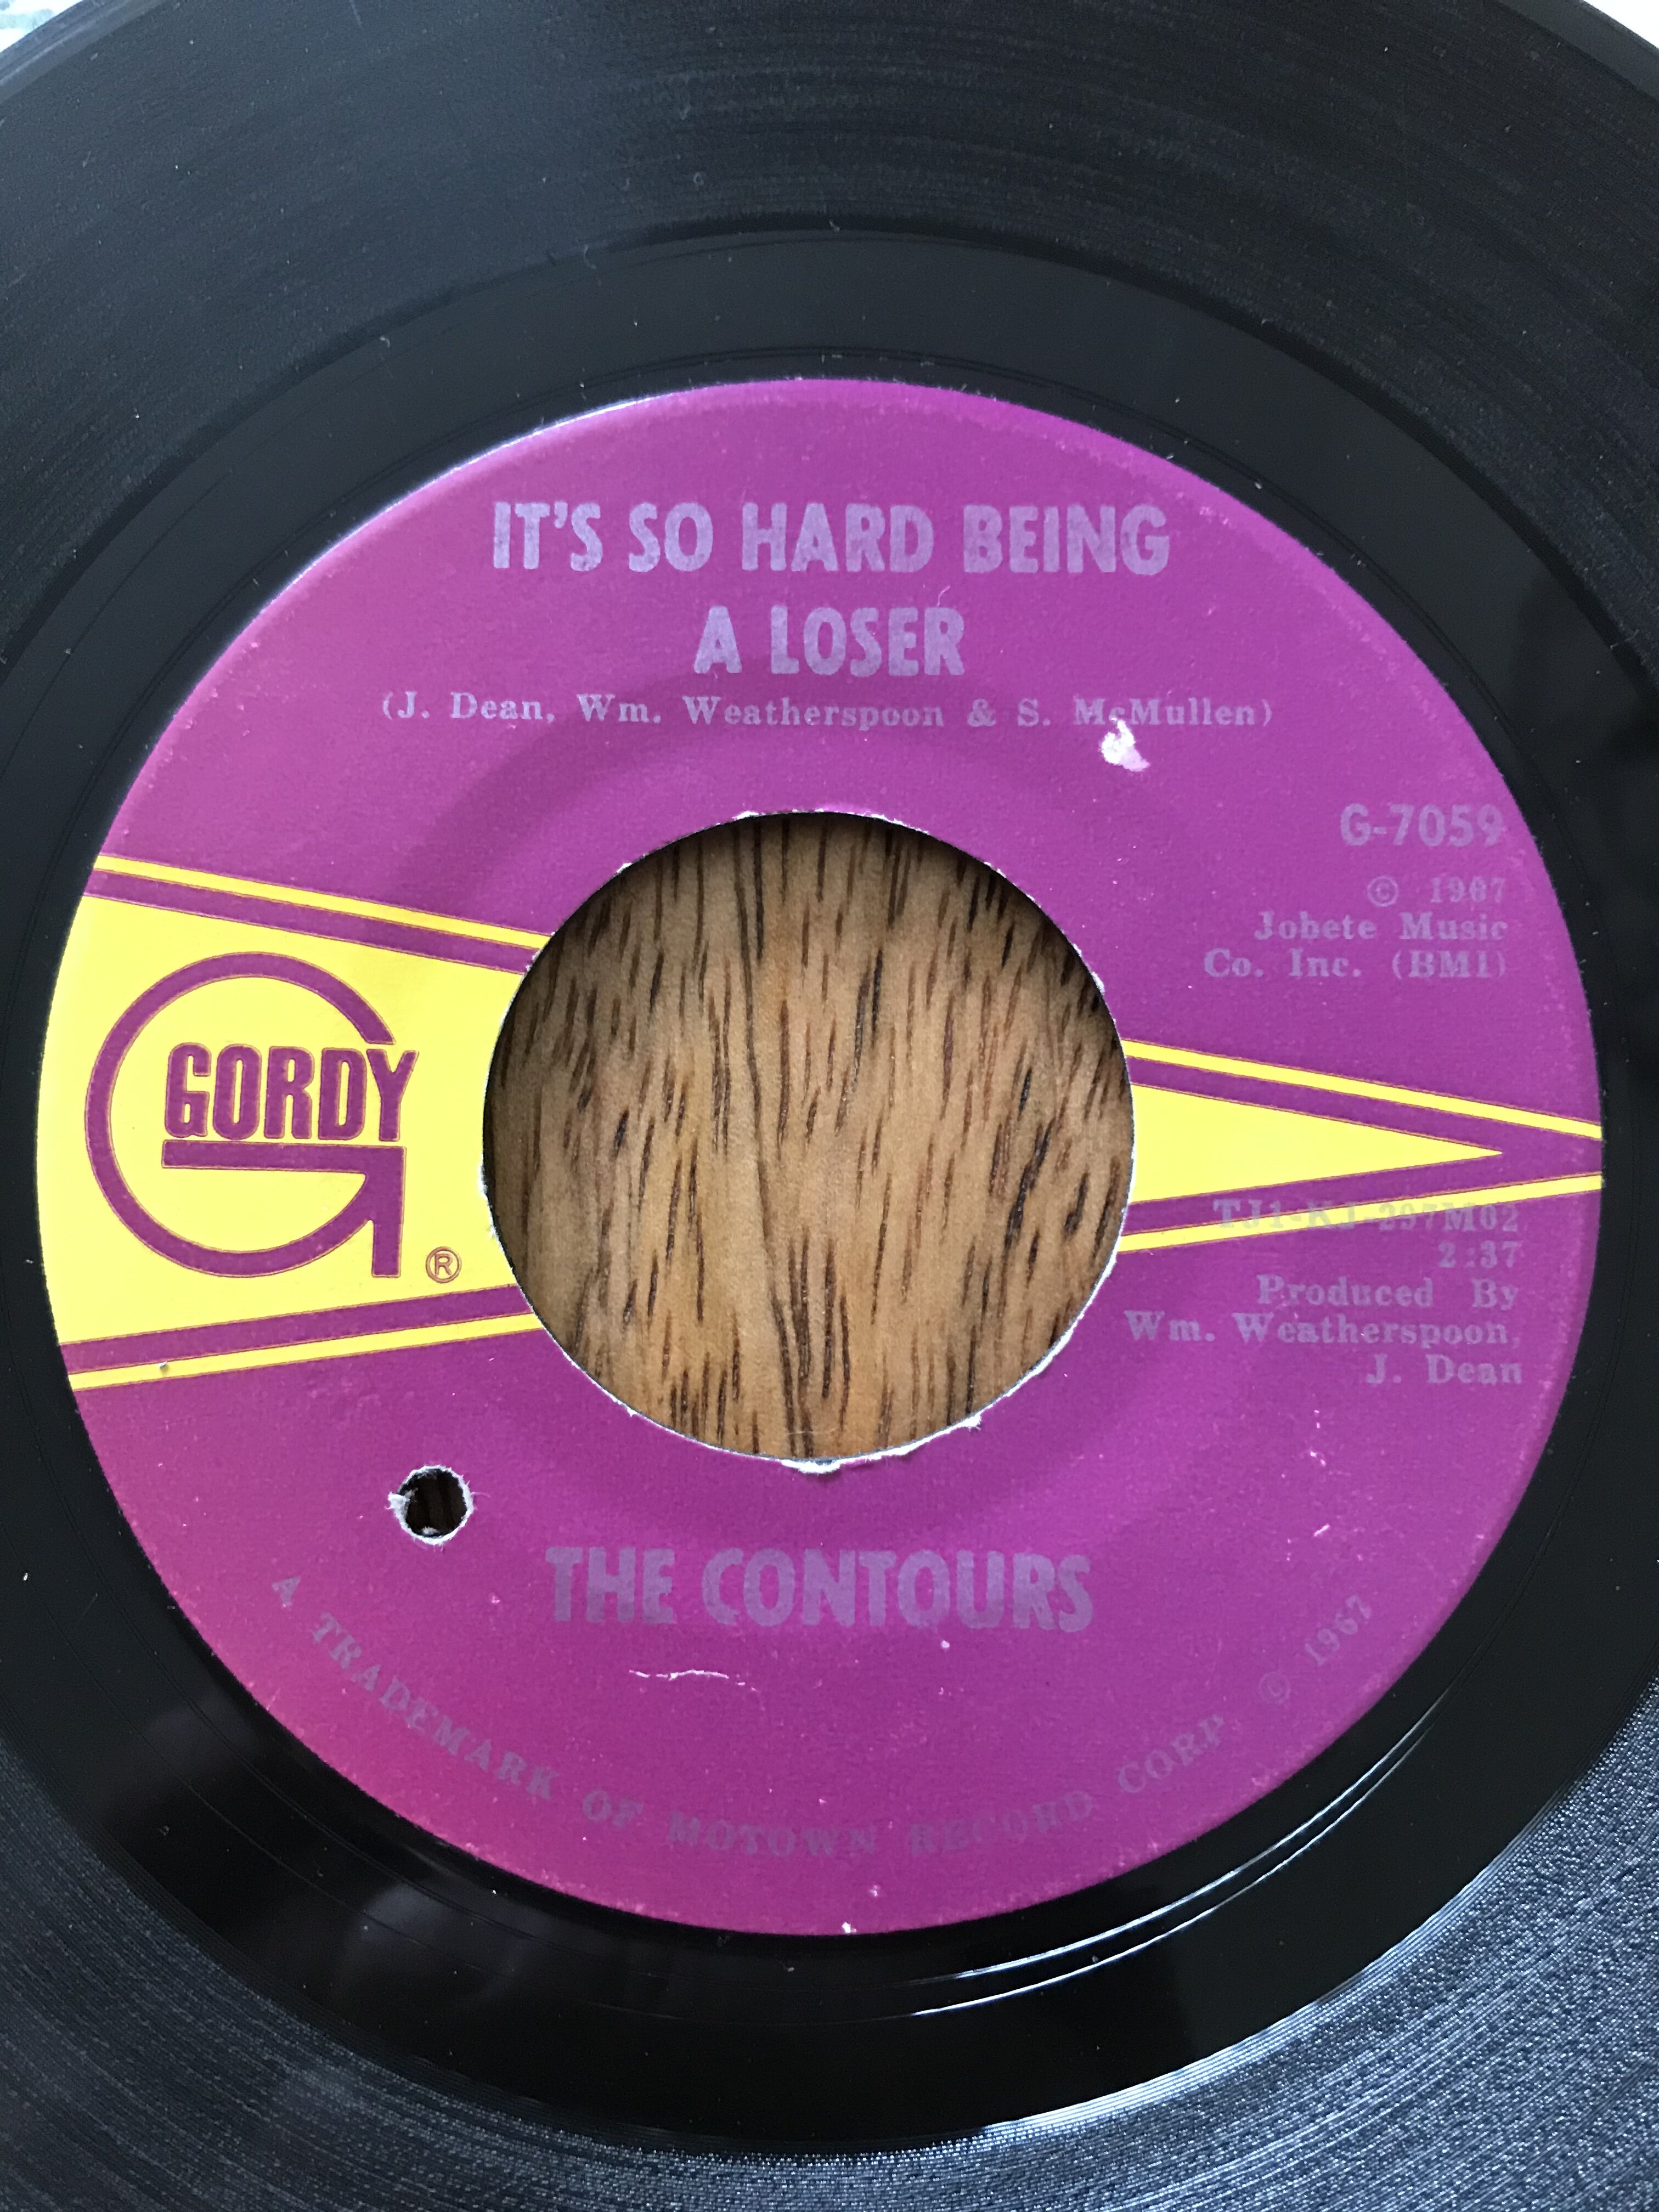 IT'S SO HARD BEING
A LOSER
(J. Dean, Wm. Weatherspoon & S. McMullen)
G-7059
© 1967
Jobete Music
Co. Inc. (BMI)
GORDY
®
2:37
Produced By
Wm. Weatherspoon,
J. Dean
THE CONTOURS
A TRADEMARK OF MOTOWN RECORD CORP © 1967